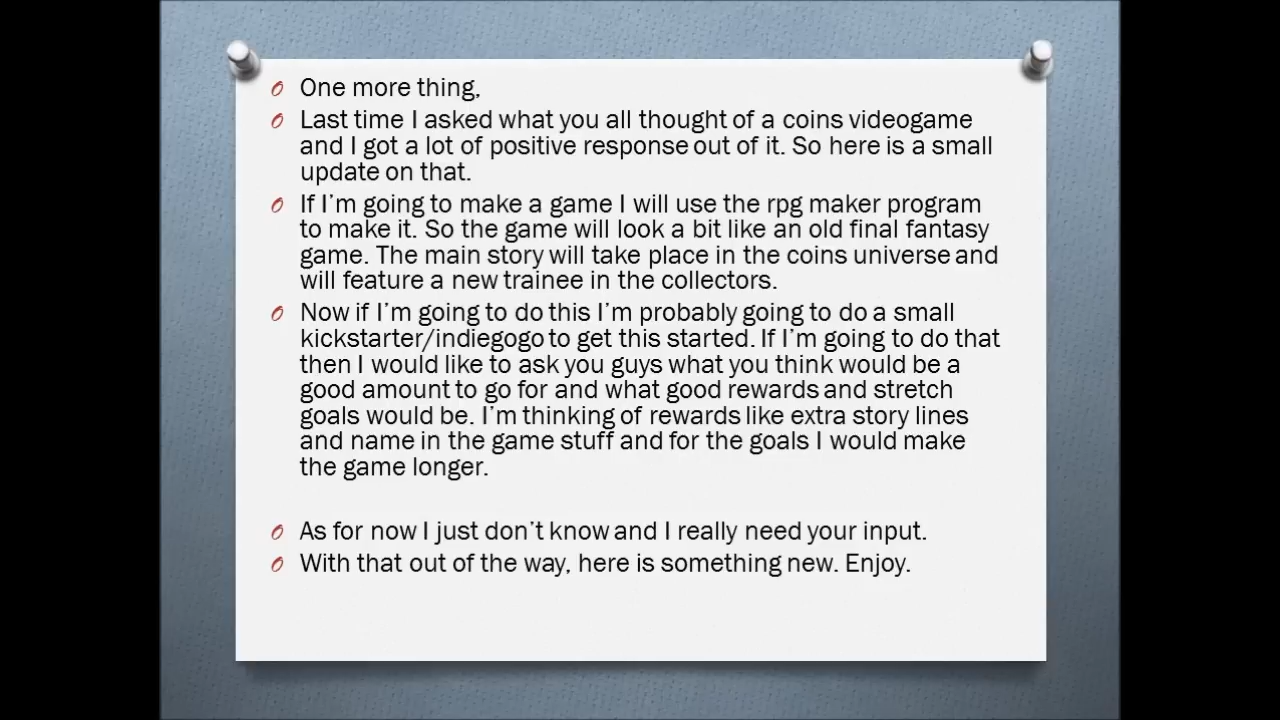 One more thing,
Last time I asked what you all thought of a coins videogame
and I got a lot of positive response out of it. So here is a small
update on that.
If I'm going to make a game I will use the rpg maker program
to make it. So the game will look a bit like an old final fantasy
game. The main story will take place in the coins universe and
will feature a new trainee in the collectors.
Now if I'm going to do this I'm probably going to do a small
kickstarter/indiegogo to get this started. If I'm going to do that
then I would like to ask you guys what you think would be a
good amount to go for and what good rewards and stretch
goals would be. I'm thinking of rewards like extra story lines
and name in the game stuff and for the goals I would make
the game longer.
As for now I just don't know and I really need your input.
With that out of the way, here is something new. Enjoy.